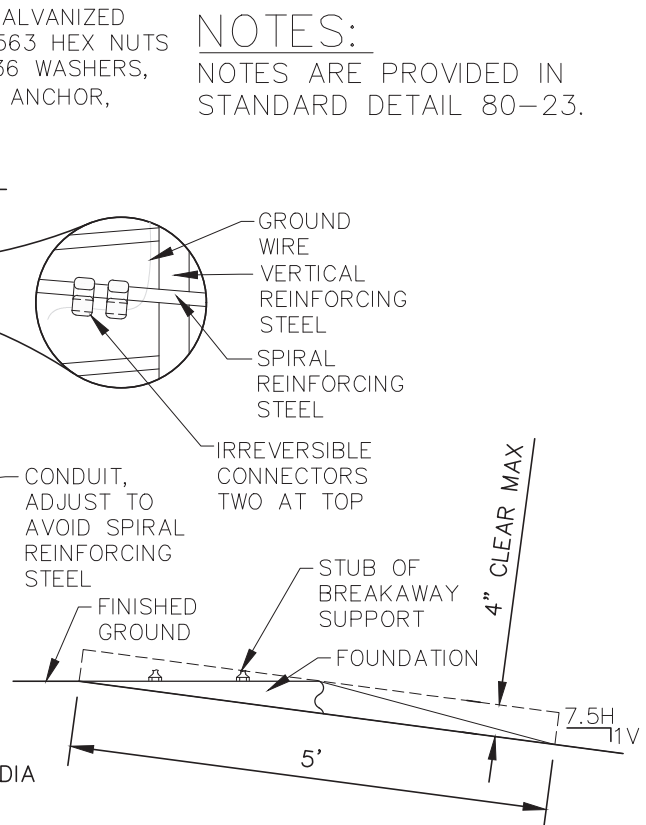 ALVANIZED
563 HEX NUTS
36 WASHERS,
ANCHOR,
NOTES:
NOTES ARE PROVIDED IN
STANDARD DETAIL 80-23.
GROUND
WIRE
VERTICAL
REINFORCING
STEEL
SPIRAL
REINFORCING
STEEL
IRREVERSIBLE
CONNECTORS
TWO AT TOP
CONDUIT,
ADJUST TO
AVOID SPIRAL
REINFORCING
STEEL
FINISHED
GROUND
STUB OF
BREAKAWAY
SUPPORT
FOUNDATION
4" CLEAR MAX
7.5H
1V
5'
DIA